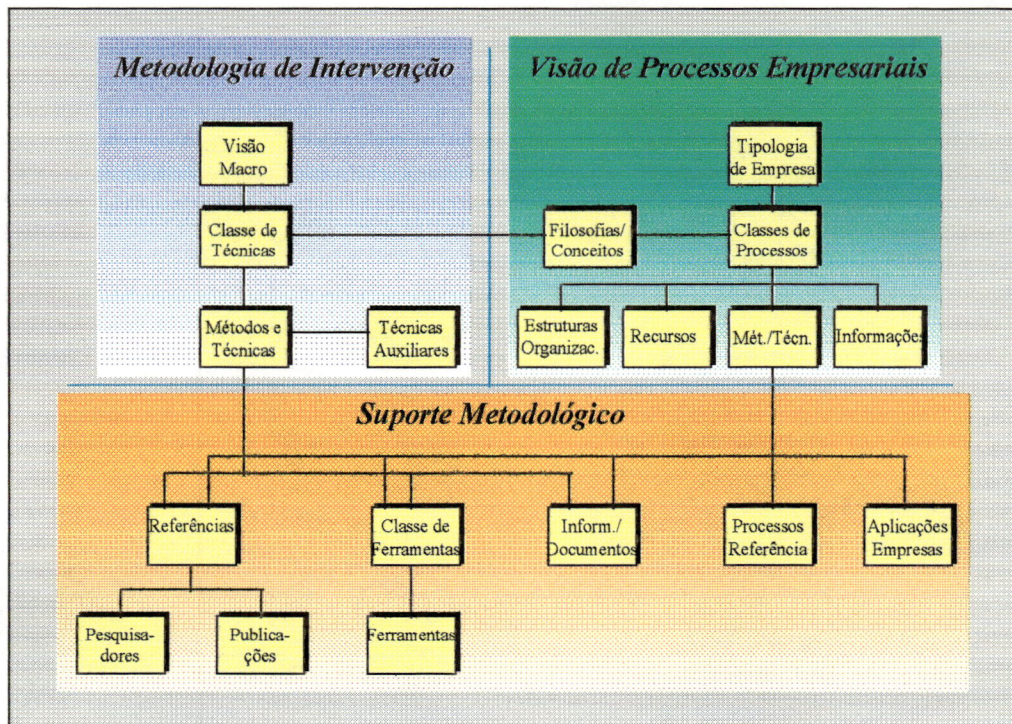 Metodologia de Intervenção
Visão
Macro
Classe de
Técnicas
Métodos e
Técnicas
Técnicas
Auxiliares
Visão de Processos Empresariais
Tipologia
de Empresa
Filosofias/
Conceitos
Classes de
Processos
Estruturas
Organizac.
Recursos
Mét./Técn.
Informações
Suporte Metodológico
Referências
Classe de
Ferramentas
Inform./
Documentos
Processos
Referência
Aplicações
Empresas
Pesquisa-
dores
Publica-
ções
Ferramentas